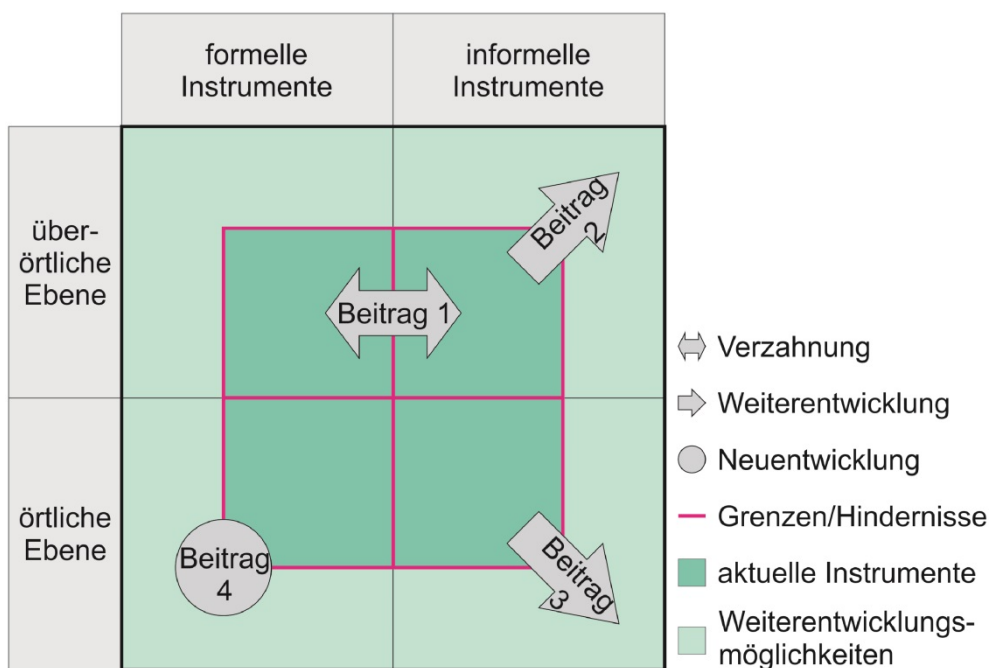 formelle
Instrumente
informelle
Instrumente
über-
örtliche
Ebene
Beitrag
2
Beitrag 1
örtliche
Ebene
Beitrag
4
Beitrag
3
Verzahnung
Weiterentwicklung
Neuentwicklung
Grenzen/Hindernisse
aktuelle Instrumente
Weiterentwicklungs-
möglichkeiten